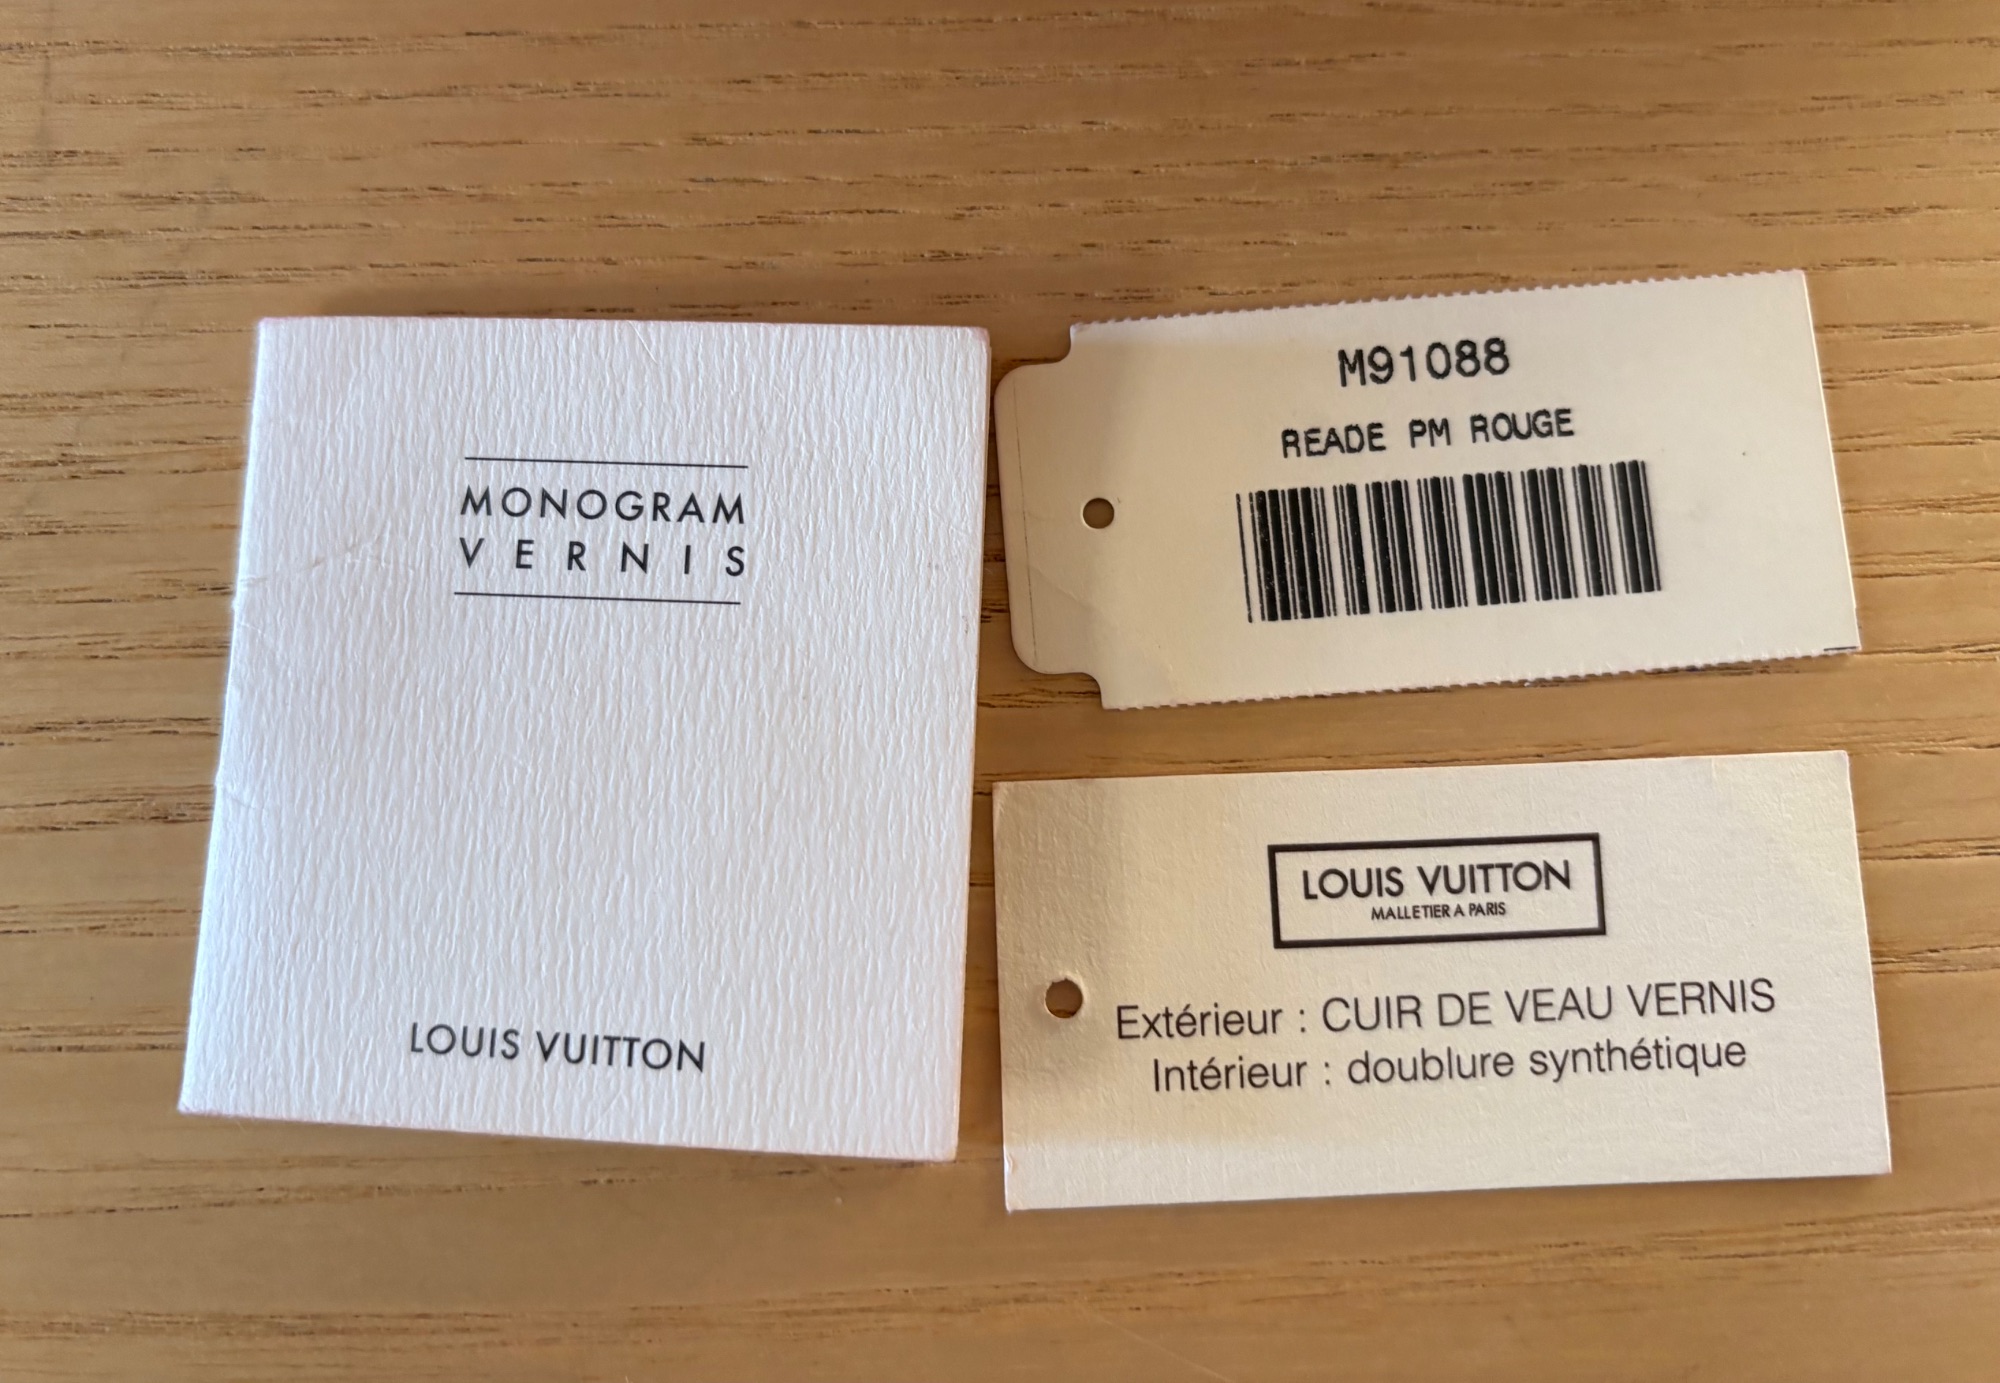 MONOGRAM
VERNIS
LOUIS VUITTON
M91088
READE PM ROUGE
LOUIS VUITTON
MALLETIER A PARIS
Extérieur : CUIR DE VEAU VERNIS
Intérieur : doublure synthétique